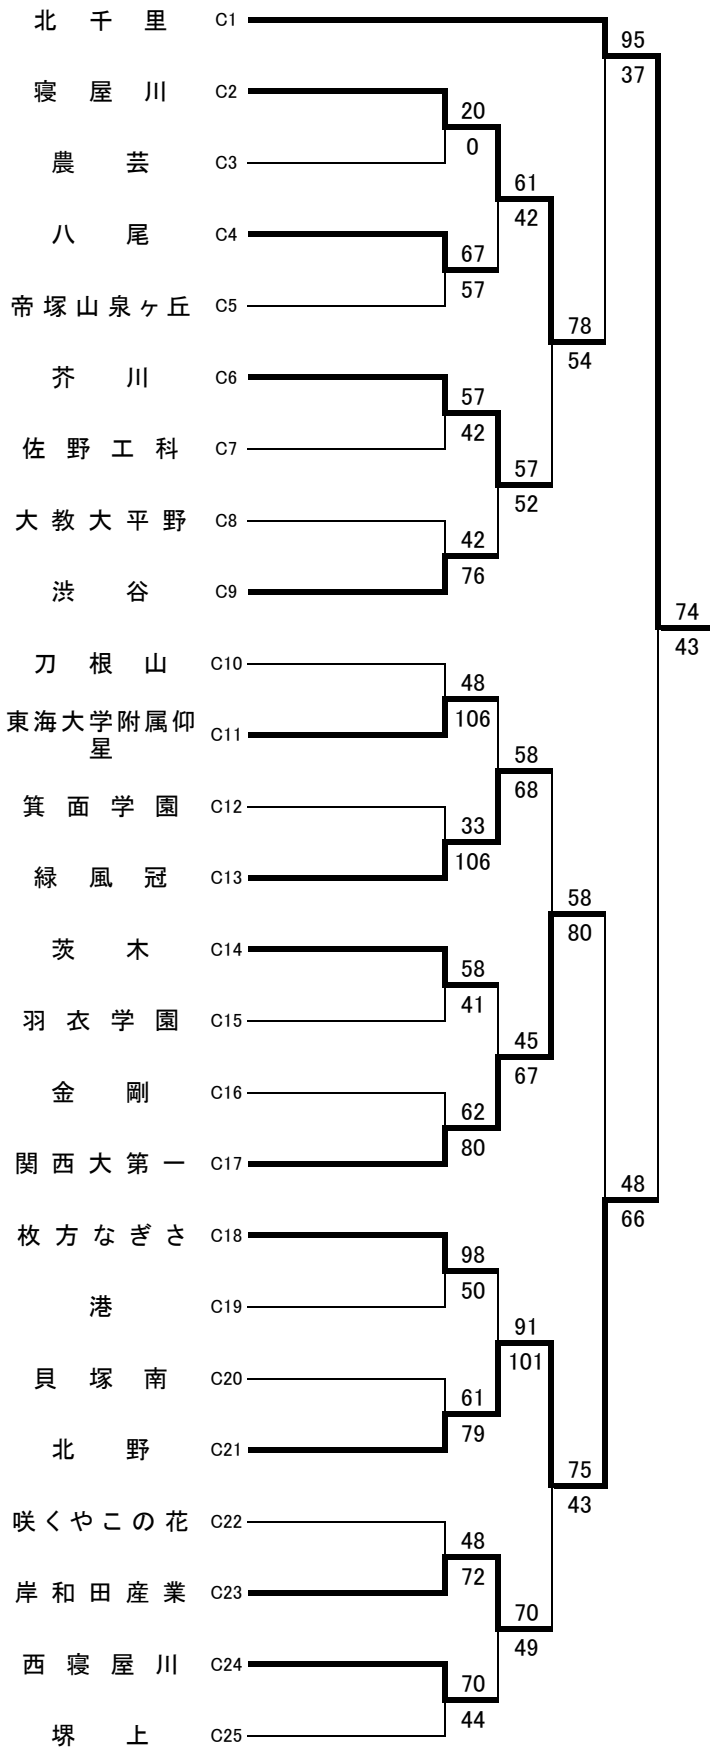 北千里 C1
95
37
寝屋川 C2
20
0
農芸 C3
61
42
八尾 C4
67
57
帝塚山泉ヶ丘 C5
78
54
芥川 C6
57
42
佐野工科 C7
57
52
大教大平野 C8
42
76
渋谷 C9
74
43
刀根山 C10
48
106
東海大学附属仰
星 C11
58
68
箕面学園 C12
33
106
緑風冠 C13
58
80
茨木 C14
58
41
羽衣学園 C15
45
67
金剛 C16
62
80
関西大第一 C17
48
66
枚方なぎさ C18
98
50
港 C19
91
101
貝塚南 C20
61
79
北野 C21
75
43
咲くやこの花 C22
48
72
岸和田産業 C23
70
49
西寝屋川 C24
70
44
堺上 C25